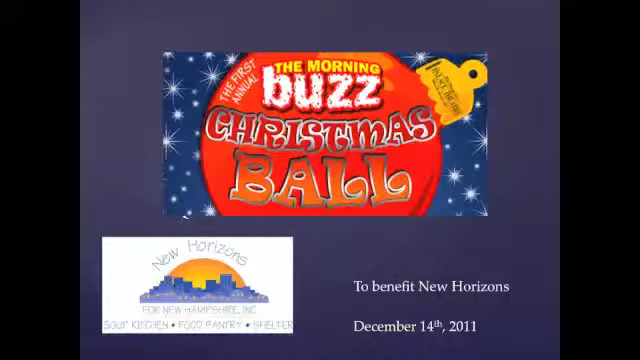 THE FIRST
ANNUAL
THE MORNING
buzz
CHRISTMAS
BALL
New Horizons
FOR NEW HAMPSHIRE, INC
SOUP KITCHEN • FOOD PANTRY • SHELTER
To benefit New Horizons
December 14th, 2011